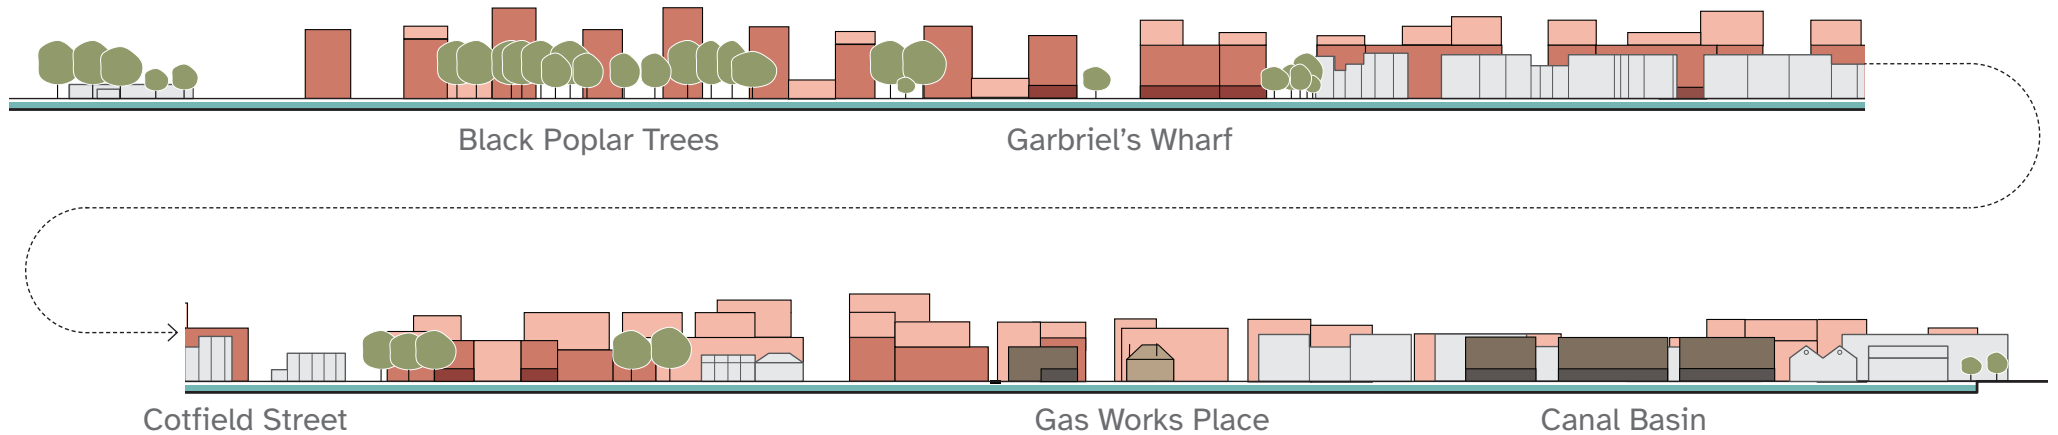 Black Poplar Trees
Garbriel’s Wharf
Cotfield Street
Gas Works Place
Canal Basin